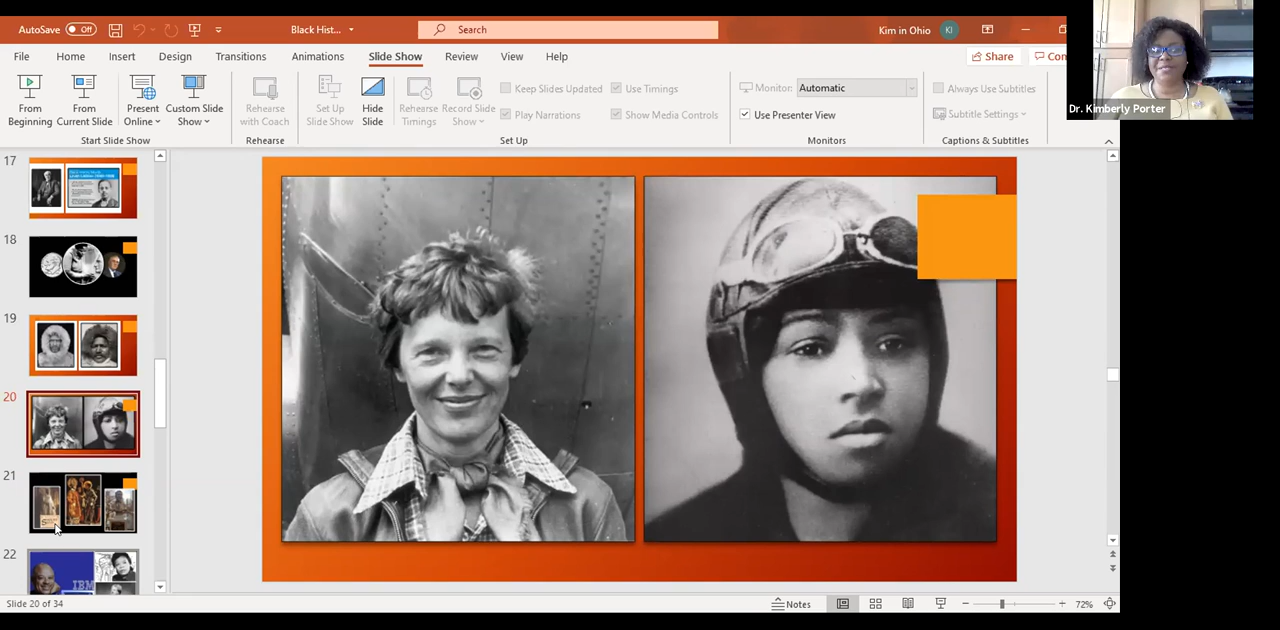 AutoSave Off Black Hist... Search Kim in Ohio KI
File Home Insert Design Transitions Animations Slide Show Review View Help Share
From Beginning
From Current Slide
Present Online
Custom Slide Show
Rehearse with Coach
Set Up Slide Show
Hide Slide
Rehearse Timings
Record Slide Show
Keep Slides Updated
Use Timings
Play Narrations
Show Media Controls
Monitor: Automatic
Use Presenter View
Always Use Subtitles
Subtitle Settings
Start Slide Show Rehearse Set Up Monitors Captions & Subtitles
Dr. Kimberly Porter
17
18
19
20
21
22
IBM
Slide 20 of 34 Notes 72%